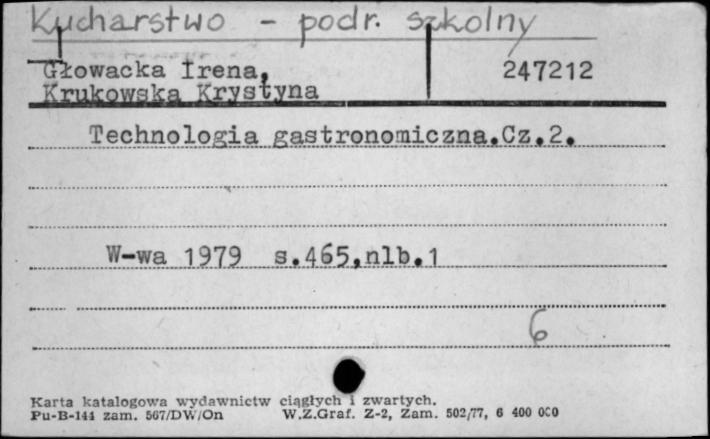 Kucharstwo - podr. szkolny
Głowacka Irena, 247212
Krukowska Krystyna
Technologia gastronomiczna.Cz.2.
W-wa 1979 s.465,nlb.1
6
Karta katalogowa wydawnictw ciągłych i zwartych.
Pu-B-144 zam. 567/DW/On W.Z.Graf. Z-2, Zam. 502/77, 6 400 000